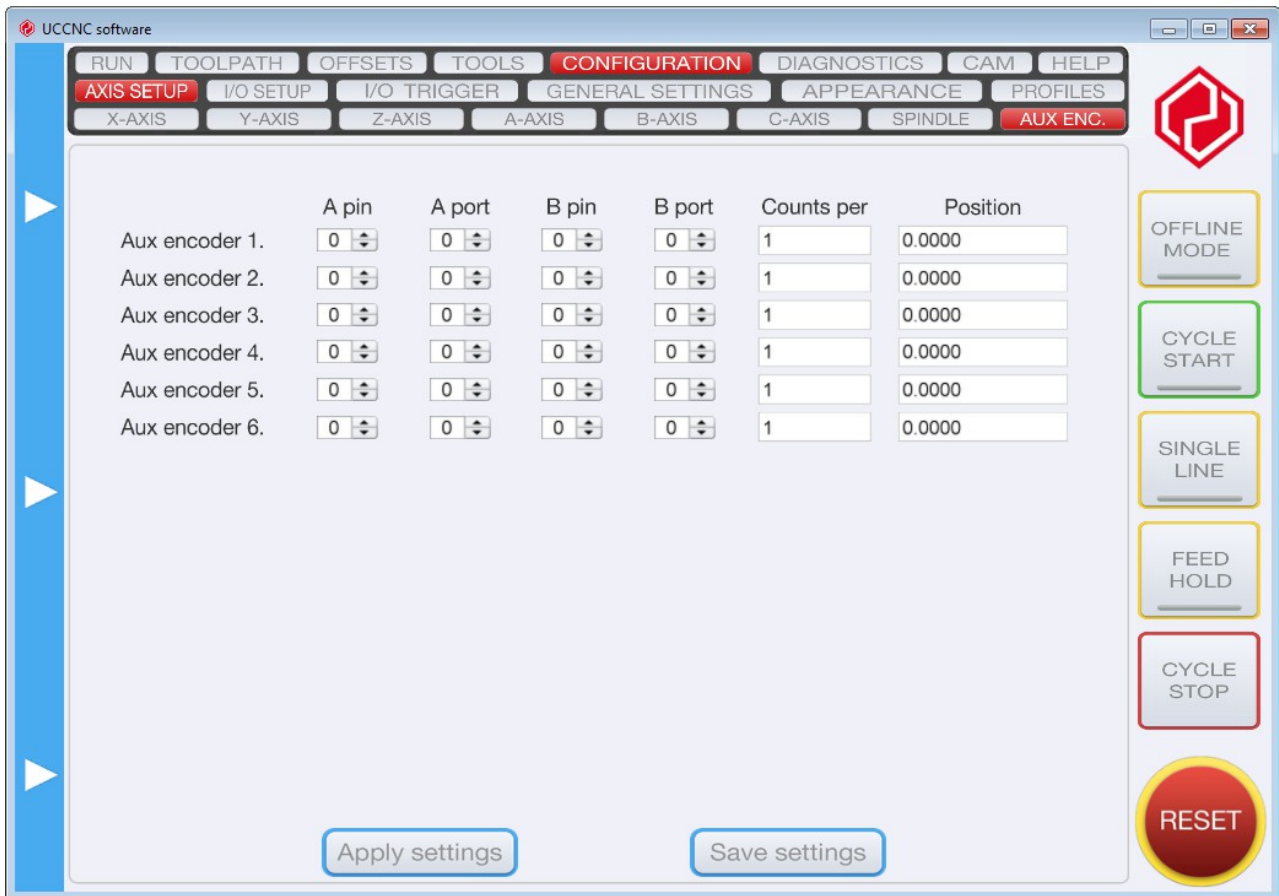 UCCNC software
RUN TOOLPATH OFFSETS TOOLS CONFIGURATION DIAGNOSTICS CAM HELP
AXIS SETUP I/O SETUP I/O TRIGGER GENERAL SETTINGS APPEARANCE PROFILES
X-AXIS Y-AXIS Z-AXIS A-AXIS B-AXIS C-AXIS SPINDLE AUX ENC.
A pin A port B pin B port Counts per Position
Aux encoder 1. 0 0 0 0 1 0.0000
Aux encoder 2. 0 0 0 0 1 0.0000
Aux encoder 3. 0 0 0 0 1 0.0000
Aux encoder 4. 0 0 0 0 1 0.0000
Aux encoder 5. 0 0 0 0 1 0.0000
Aux encoder 6. 0 0 0 0 1 0.0000
Apply settings Save settings
OFFLINE
MODE
CYCLE
START
SINGLE
LINE
FEED
HOLD
CYCLE
STOP
RESET